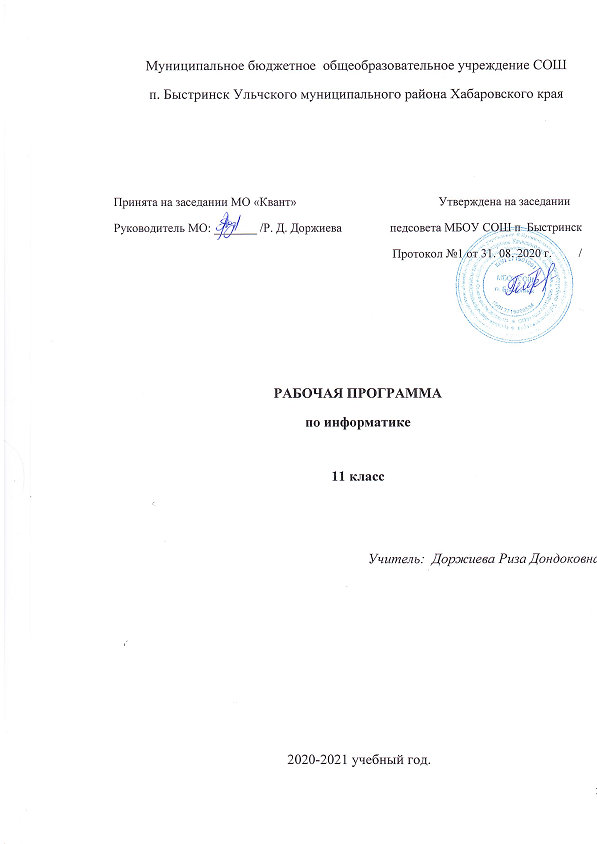 Муниципальное бюджетное общеобразовательное учреждение СОШ
п. Быстринск Ульчского муниципального района Хабаровского края
Принята на заседании МО «Квант»
Утверждена на заседании
Руководитель МО: /Р. Д. Доржиева
педсовета МБОУ СОШ п Быстринск
Протокол №1 от 31. 08. 2020 г. /
РАБОЧАЯ ПРОГРАММА
по информатике
11 класс
Учитель: Доржиева Риза Дондоковна
2020-2021 учебный год.